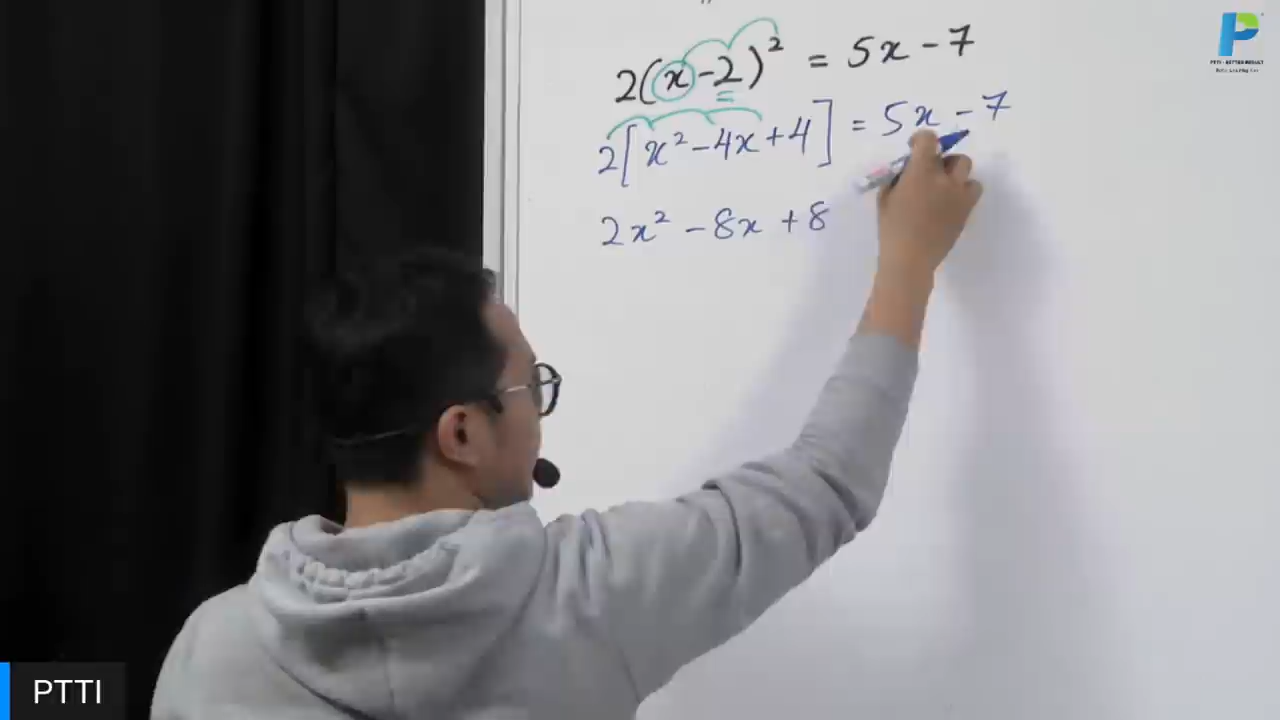 2(x-2)² = 5x-7
2[x²-4x+4] = 5x-7
2x² -8x +8
P
PTTI